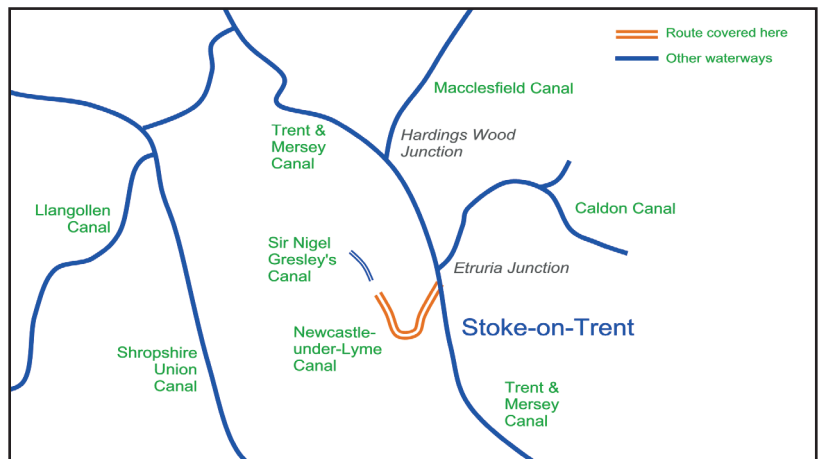 Route covered here
Other waterways
Macclesfield Canal
Trent &
Mersey
Canal
Hardings Wood
Junction
Llangollen
Canal
Caldon Canal
Sir Nigel
Gresley's
Canal
Etruria Junction
Newcastle-
under-Lyme
Canal
Stoke-on-Trent
Shropshire
Union
Canal
Trent &
Mersey
Canal